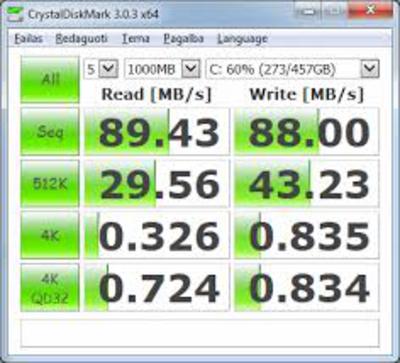 CrystalDiskMark 3.0.3 x64
Failas Redaguoti Tema Pagalba Language
All 5 1000MB C: 60% (273/457GB)
Read [MB/s] Write [MB/s]
Seq 89.43 88.00
512K 29.56 43.23
4K 0.326 0.835
4K QD32 0.724 0.834